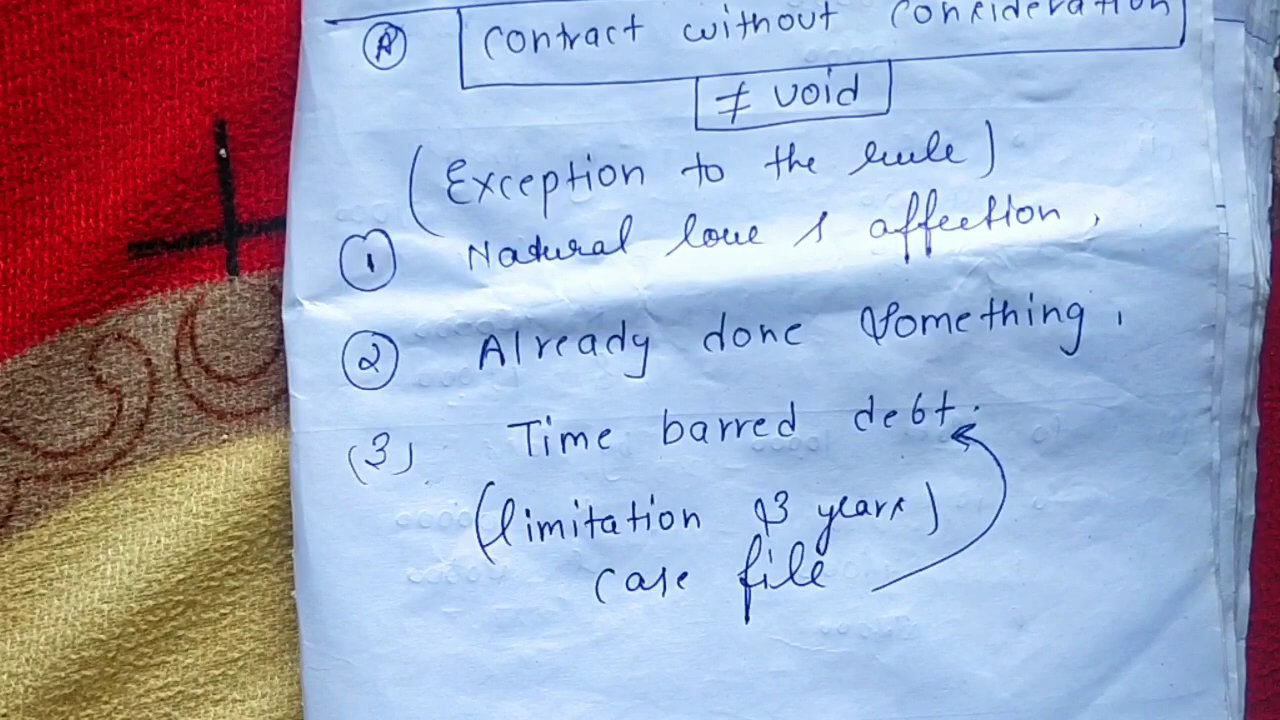 (A) Contract without Consideration
≠ void
(Exception to the rule)
(1) Natural love & affection,
(2) Already done something,
(3) Time barred debt.
(limitation 3 years)
case file